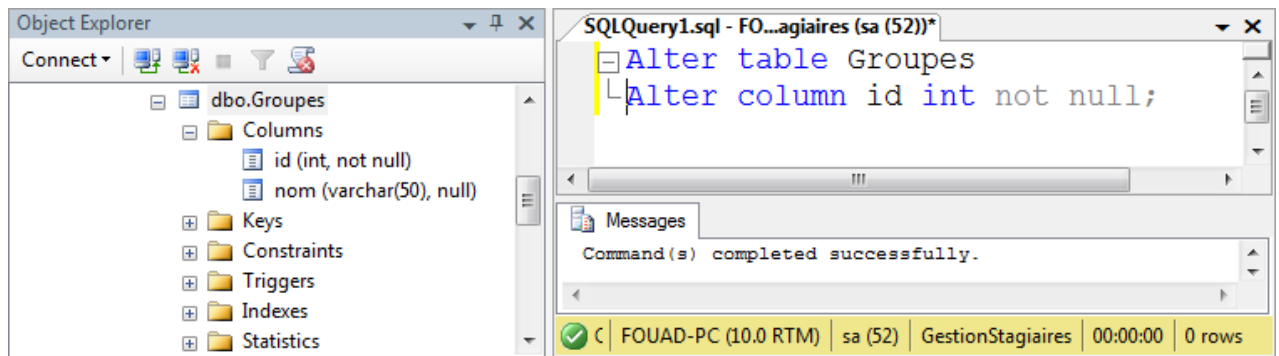 Object Explorer
Connect
dbo.Groupes
Columns
id (int, not null)
nom (varchar(50), null)
Keys
Constraints
Triggers
Indexes
Statistics
SQLQuery1.sql - FO...agiaires (sa (52))*
Alter table Groupes
Alter column id int not null;
Messages
Command(s) completed successfully.
C FOUAD-PC (10.0 RTM) sa (52) GestionStagiaires 00:00:00 0 rows